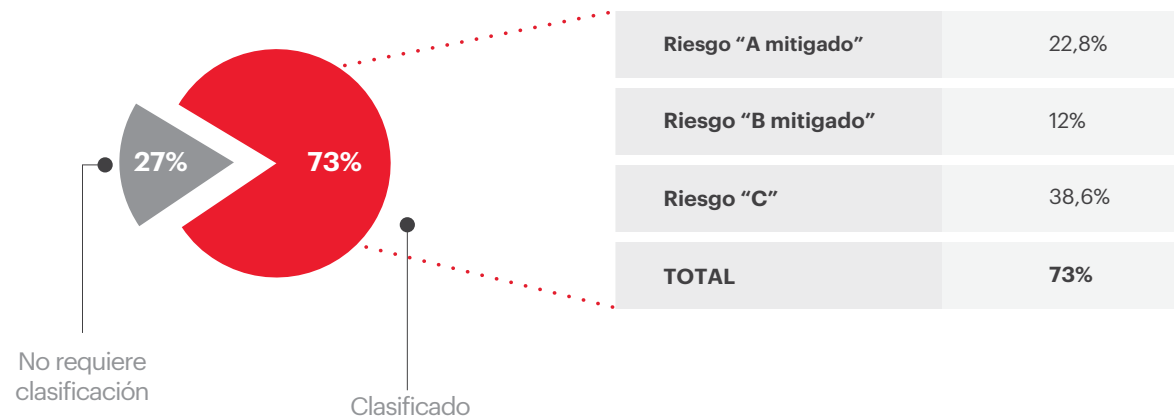 27%
73%
No requiere
clasificación
Clasificado
Riesgo “A mitigado” 22,8%
Riesgo “B mitigado” 12%
Riesgo “C” 38,6%
TOTAL 73%